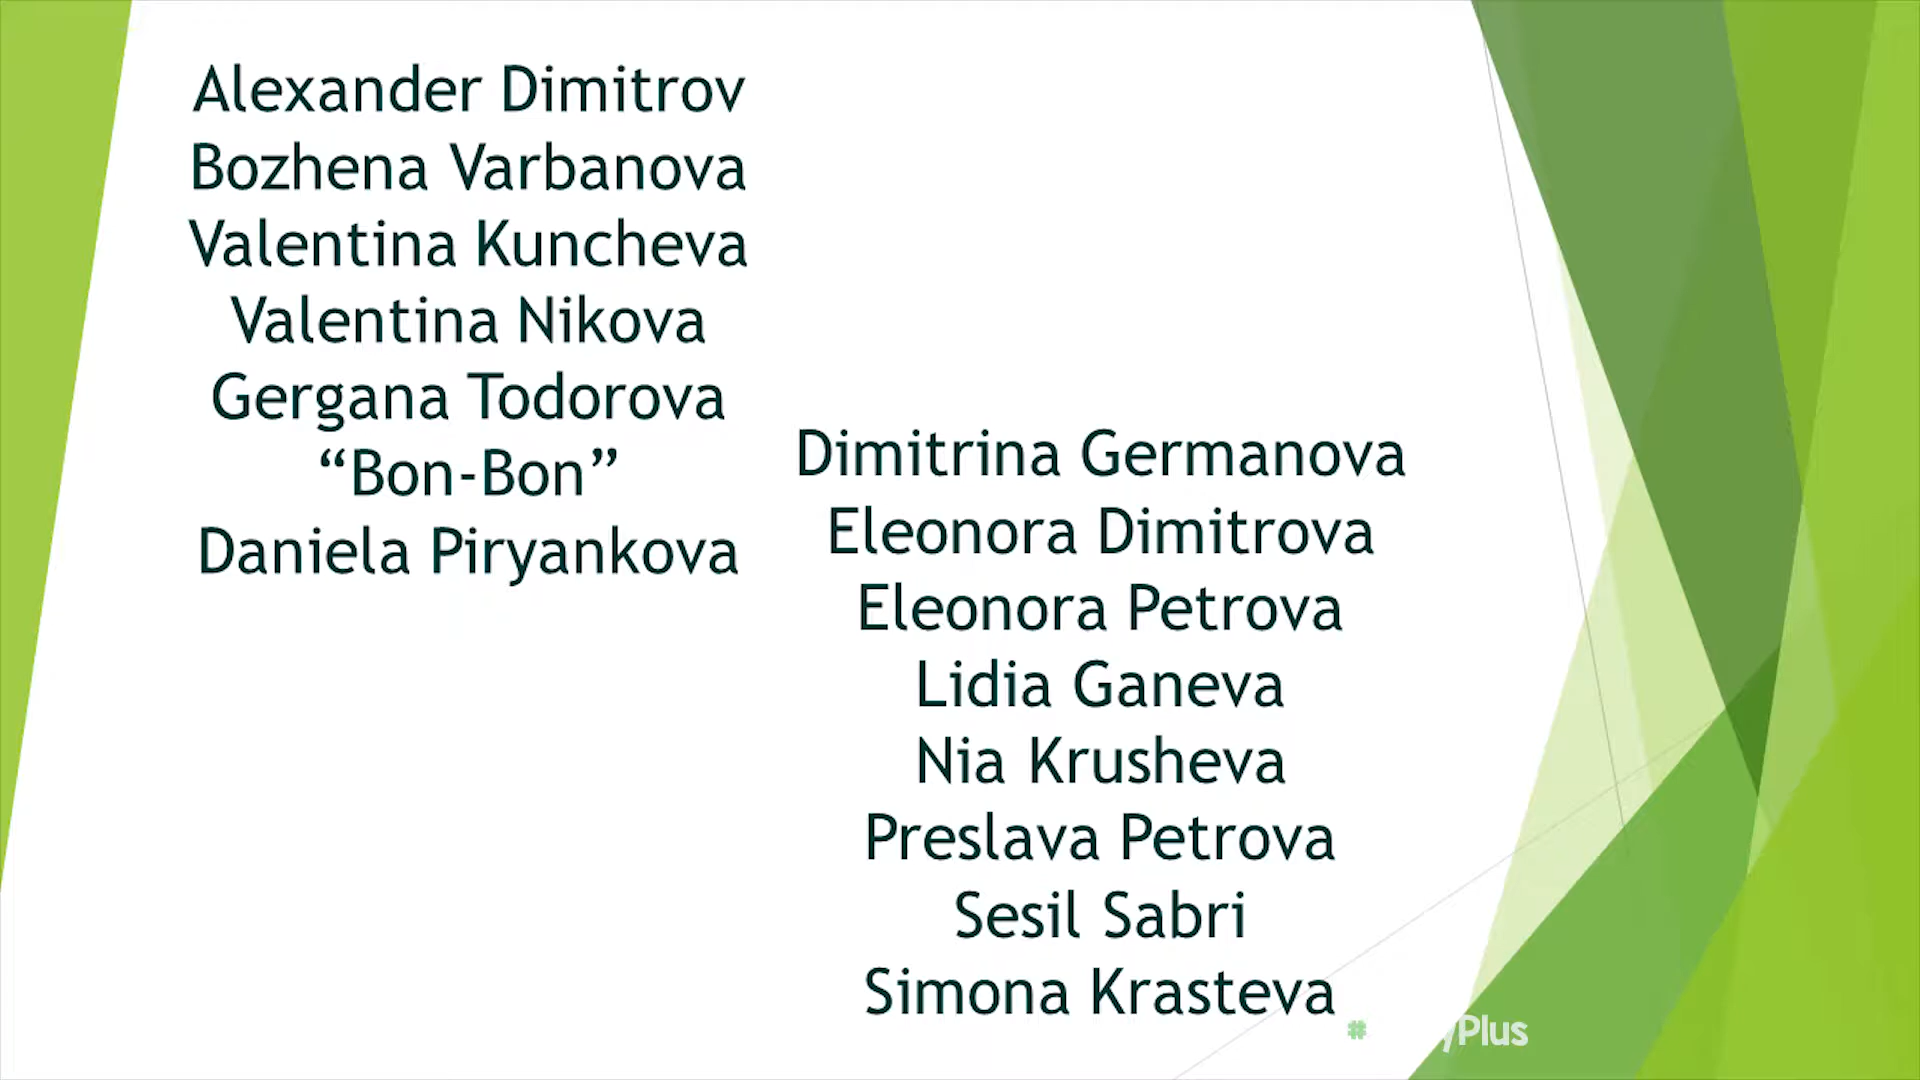 Alexander Dimitrov
Bozhena Varbanova
Valentina Kuncheva
Valentina Nikova
Gergana Todorova
“Bon-Bon”
Daniela Piryankova
Dimitrina Germanova
Eleonora Dimitrova
Eleonora Petrova
Lidia Ganeva
Nia Krusheva
Preslava Petrova
Sesil Sabri
Simona Krasteva